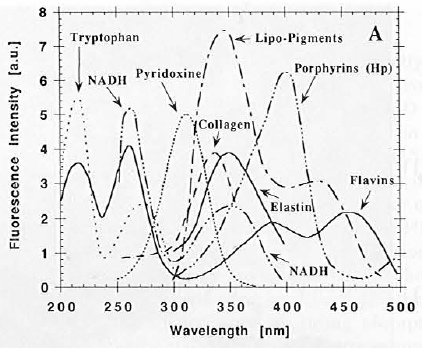 8
7
6
5
4
3
2
1
0
Fluorescence Intensity [a.u.]
A
Tryptophan
NADH
Pyridoxine
Lipo-Pigments
Porphyrins (Hp)
Collagen
Elastin
NADH
Flavins
200 250 300 350 400 450 500
Wavelength [nm]